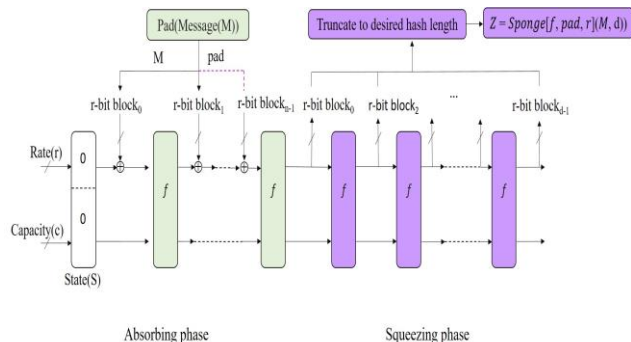 Pad(Message(M))
Truncate to desired hash length
Z = Sponge[f, pad, r](M, d)
M
pad
r-bit block0
r-bit block1
r-bit blockn-1
r-bit block0
r-bit block2
...
r-bit blockd-1
Rate(r)
0
f
f
f
f
f
0
Capacity(c)
State(S)
Absorbing phase
Squeezing phase